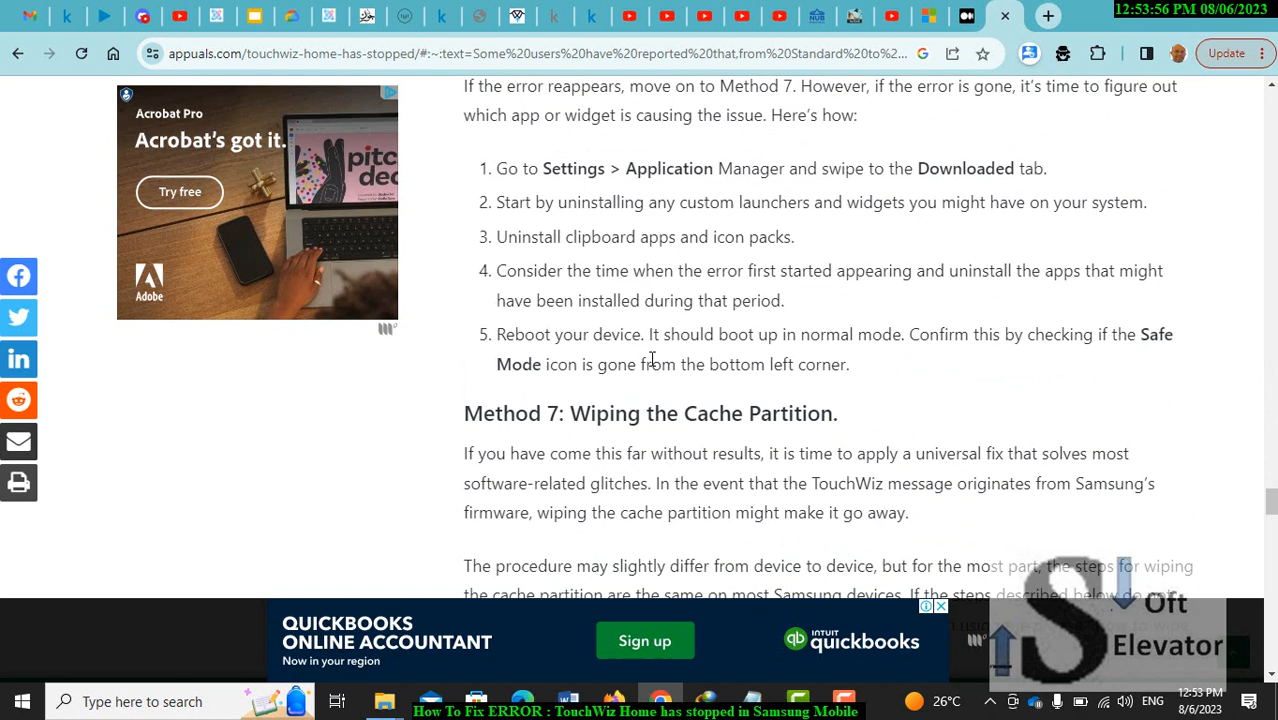 12:53:56 PM 08/06/2023
appuals.com/touchwiz-home-has-stopped/#:~:text=Some%20users%20have%20reported%20that,from%20Standard%20to%2...
Update
Acrobat Pro
Acrobat's got it.
Try free
Adobe
If the error reappears, move on to Method 7. However, if the error is gone, it's time to figure out
which app or widget is causing the issue. Here's how:
1. Go to Settings > Application Manager and swipe to the Downloaded tab.
2. Start by uninstalling any custom launchers and widgets you might have on your system.
3. Uninstall clipboard apps and icon packs.
4. Consider the time when the error first started appearing and uninstall the apps that might
have been installed during that period.
5. Reboot your device. It should boot up in normal mode. Confirm this by checking if the Safe
Mode icon is gone from the bottom left corner.
Method 7: Wiping the Cache Partition.
If you have come this far without results, it is time to apply a universal fix that solves most
software-related glitches. In the event that the TouchWiz message originates from Samsung's
firmware, wiping the cache partition might make it go away.
The procedure may slightly differ from device to device, but for the most part, the steps for wiping
the cache partition are the same on most Samsung devices. If the steps described below do not
QUICKBOOKS
ONLINE ACCOUNTANT
Now in your region
Sign up
qb INTUIT quickbooks
Soft
Elevator
Type here to search
26°C
ENG
12:53 PM
8/6/2023
How To Fix ERROR : TouchWiz Home has stopped in Samsung Mobile